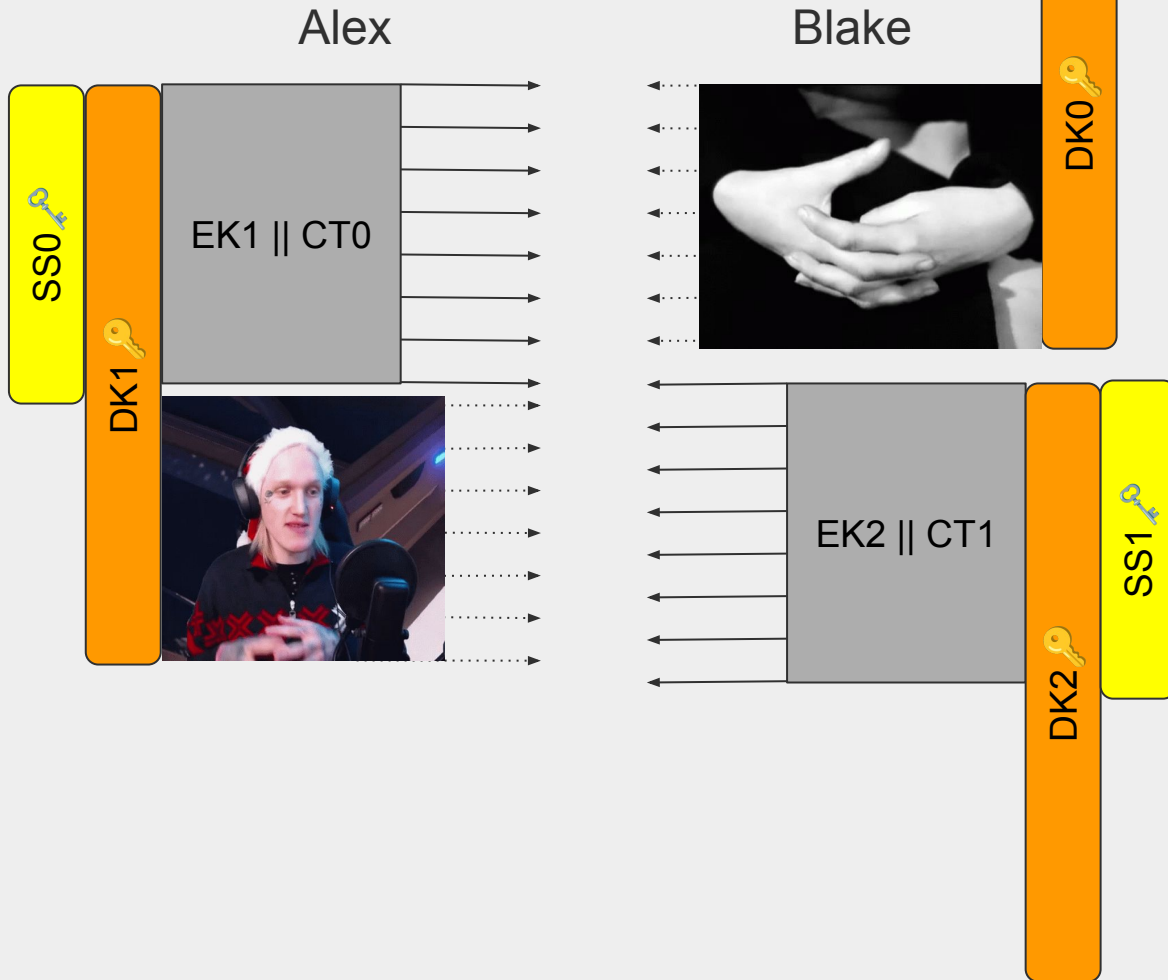 Alex
Blake
SS0
DK1
EK1 || CT0
DK0
EK2 || CT1
DK2
SS1